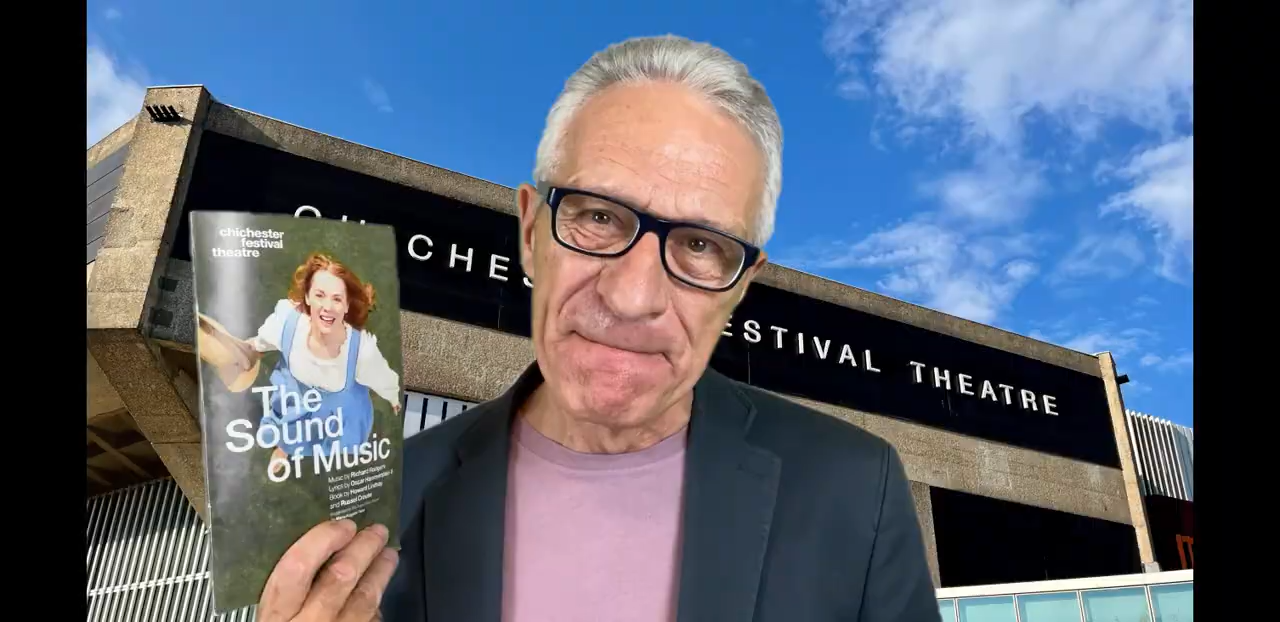 CHICHES
ESTIVAL THEATRE
chichester
festival
theatre
The
Sound
of Music
Music by Richard Rodgers
Lyrics by Oscar Hammerstein II
Book by Howard Lindsay
and Russel Crouse